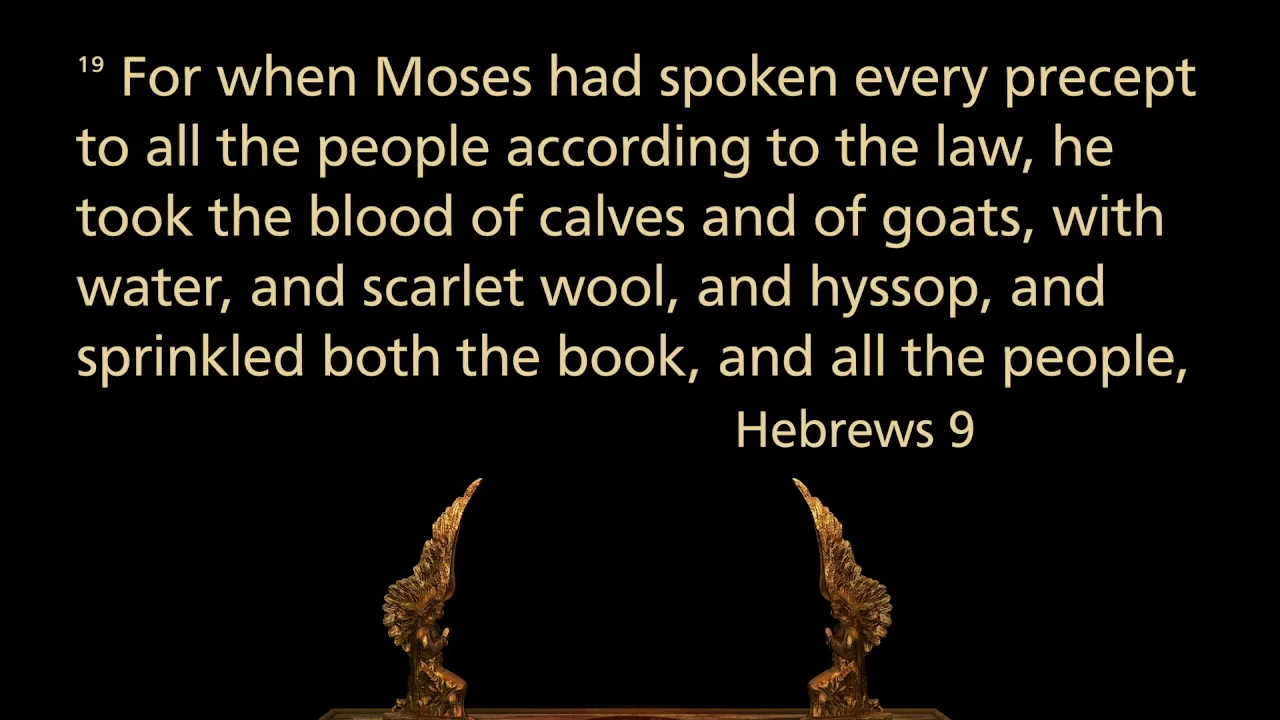 19 For when Moses had spoken every precept
to all the people according to the law, he
took the blood of calves and of goats, with
water, and scarlet wool, and hyssop, and
sprinkled both the book, and all the people,
Hebrews 9